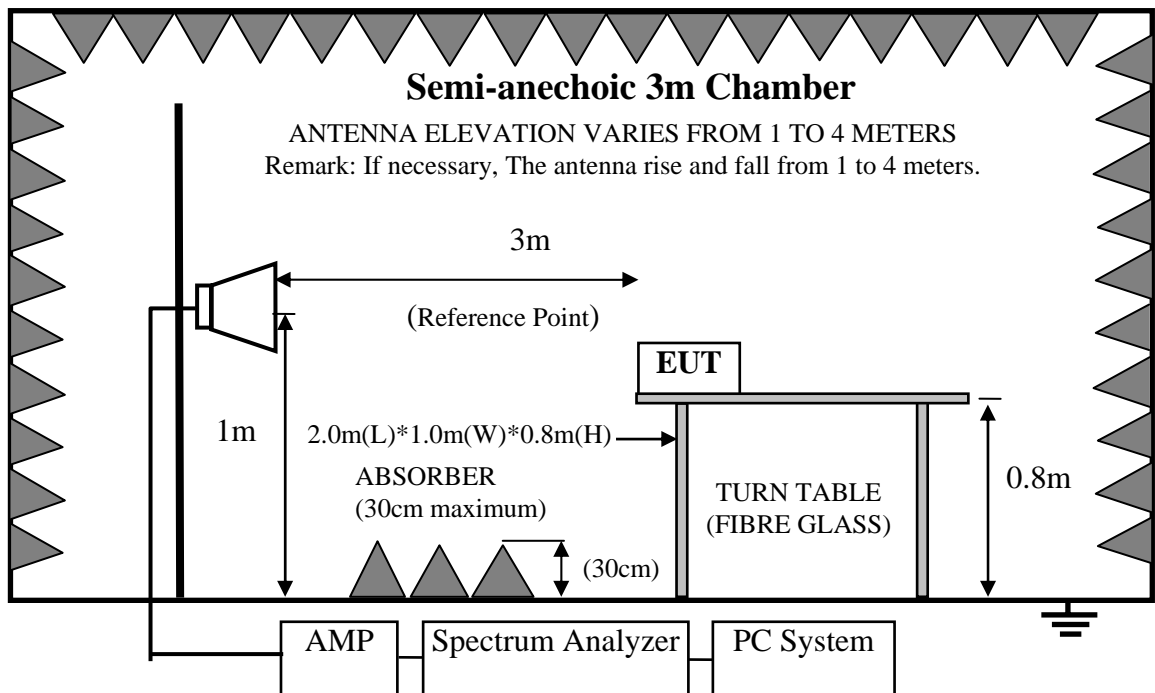 Semi-anechoic 3m Chamber
ANTENNA ELEVATION VARIES FROM 1 TO 4 METERS
Remark: If necessary, The antenna rise and fall from 1 to 4 meters.
3m
(Reference Point)
EUT
1m
2.0m(L)*1.0m(W)*0.8m(H)
ABSORBER
(30cm maximum)
(30cm)
TURN TABLE
(FIBRE GLASS)
0.8m
AMP
Spectrum Analyzer
PC System